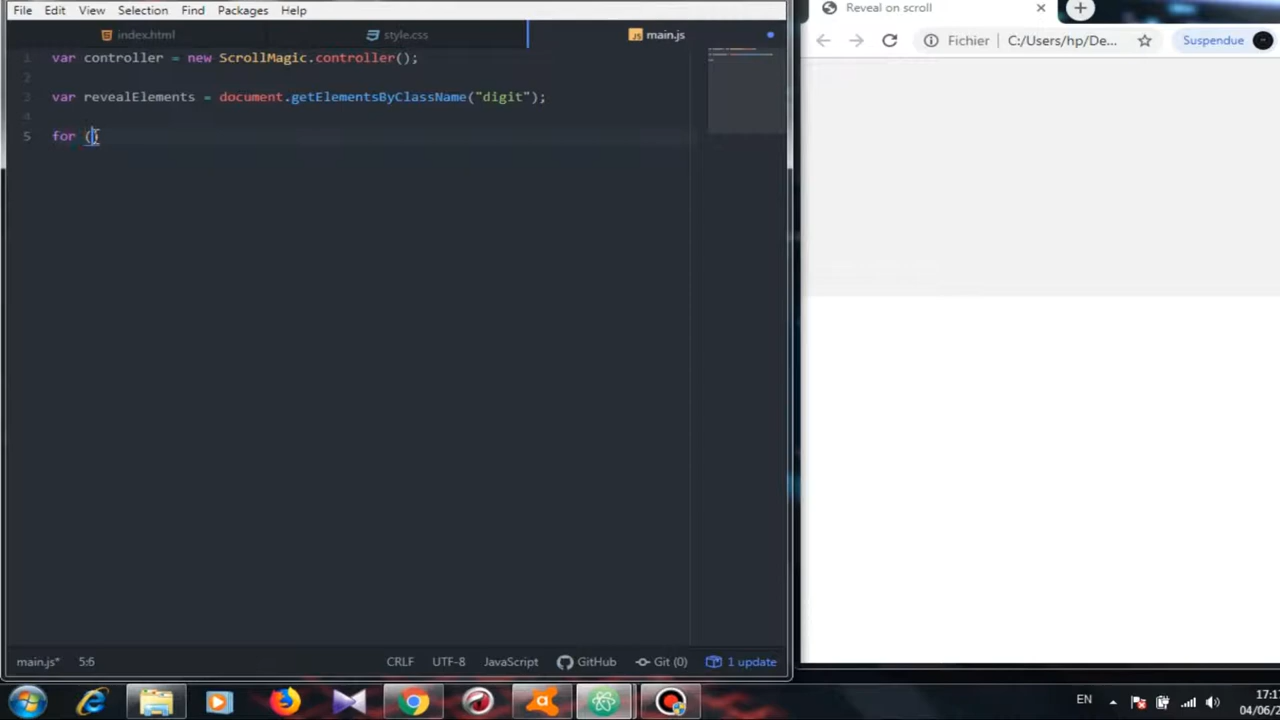 File Edit View Selection Find Packages Help
index.html style.css main.js
1 var controller = new ScrollMagic.controller();
2
3 var revealElements = document.getElementsByClassName("digit");
4
5 for ()
main.js* 5:6 CRLF UTF-8 JavaScript GitHub Git (0) 1 update
Reveal on scroll
Fichier C:/Users/hp/De... Suspendue
EN
17:1
04/06/2